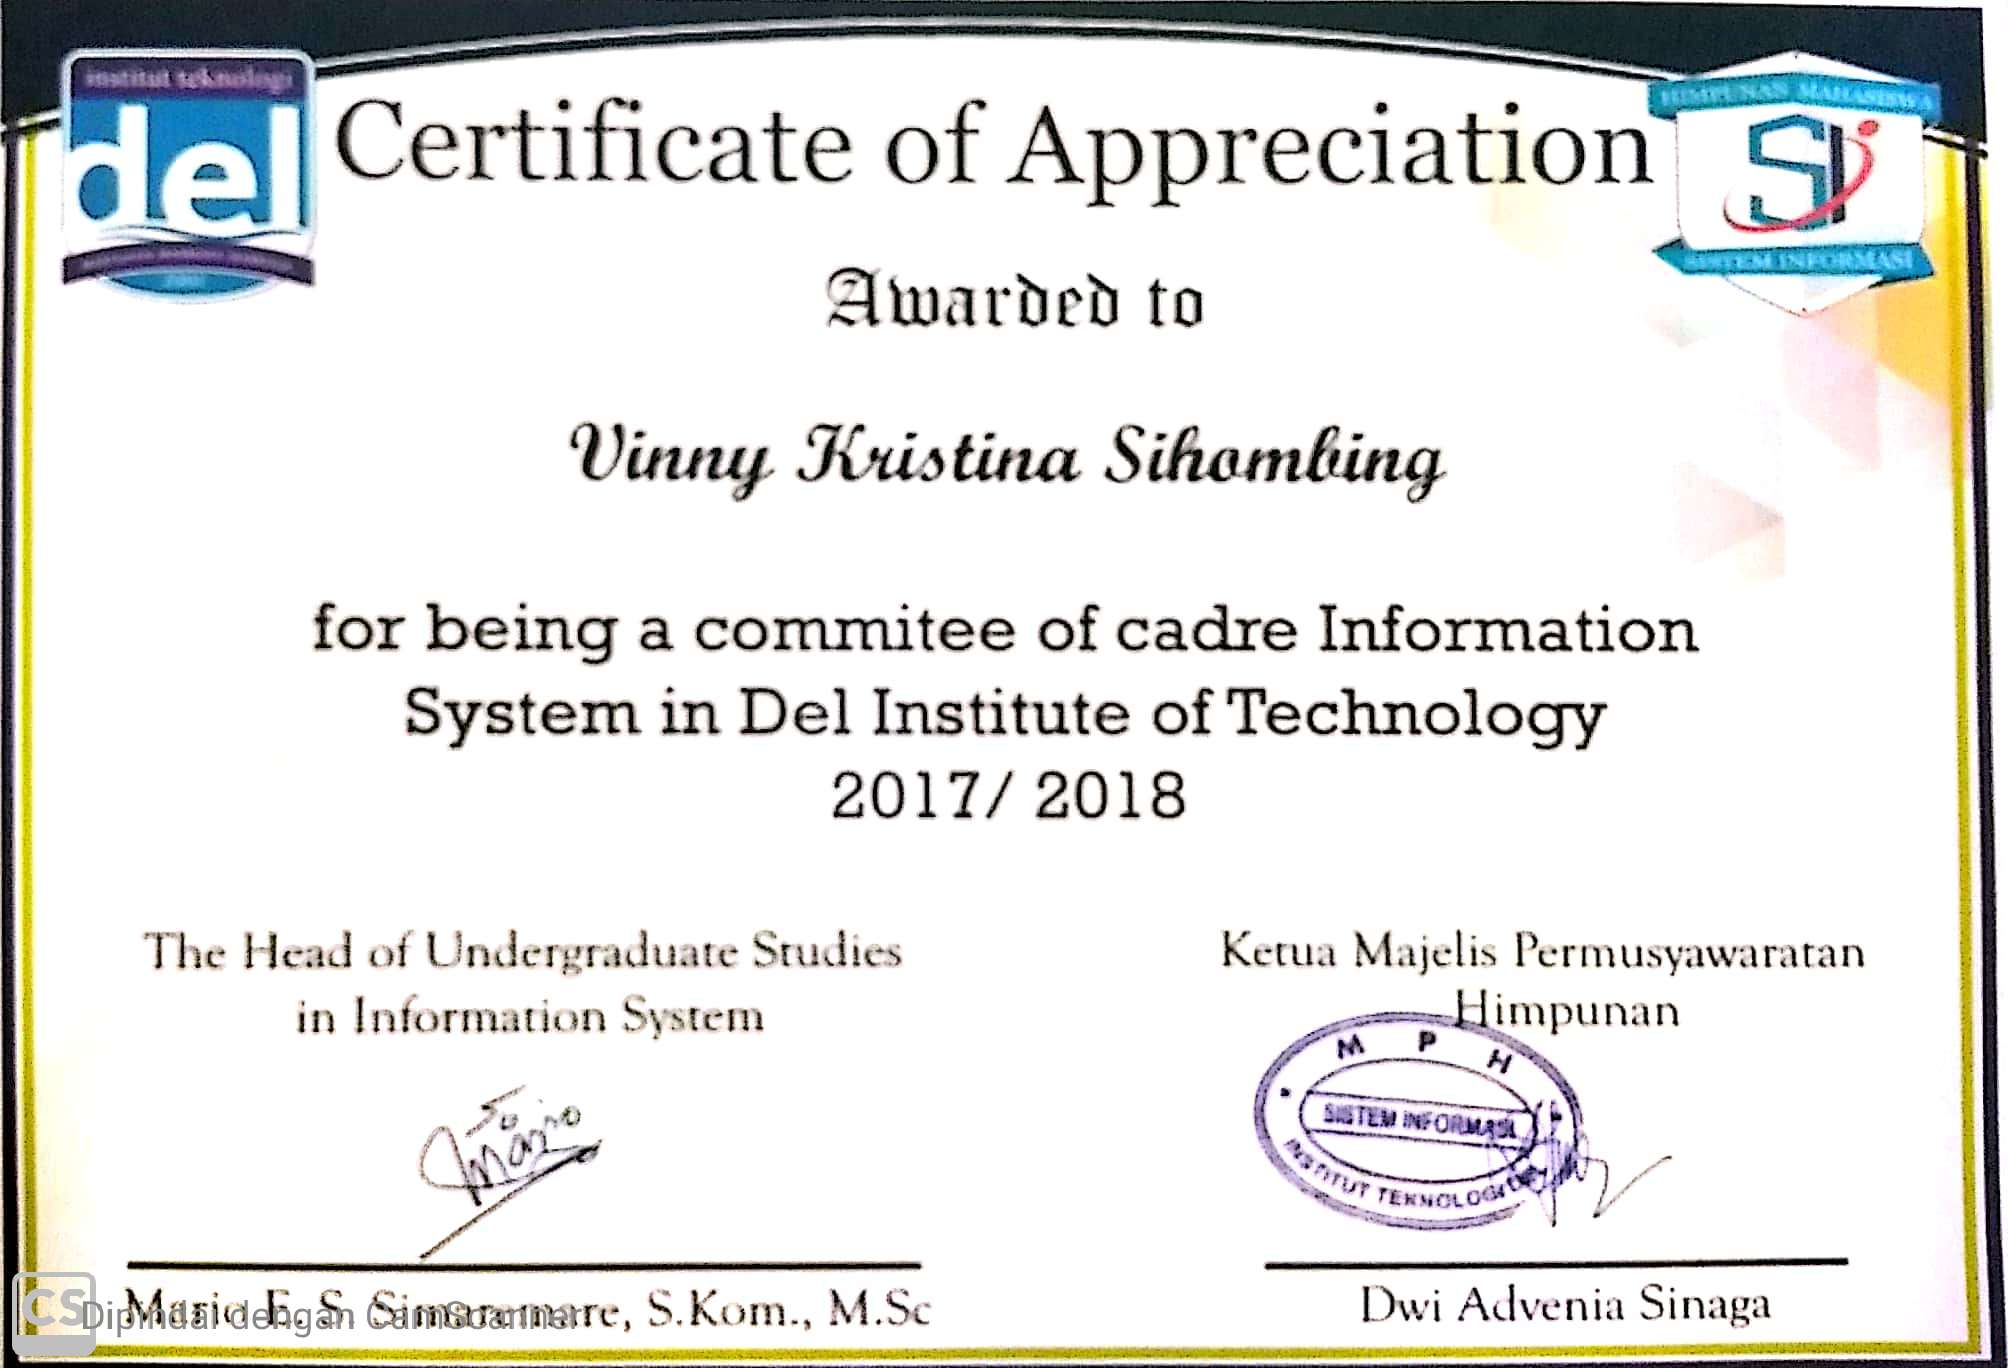 institut teknologi
del
Certificate of Appreciation
HIMPUNAN MAHASISWA
SI
SISTEM INFORMASI
Awarded to
Vinny Kristina Sihombing
for being a commitee of cadre Information
System in Del Institute of Technology
2017/ 2018
The Head of Undergraduate Studies
in Information System
Ketua Majelis Permusyawaratan
Himpunan
M P H
SISTEM INFORMASI
INSTITUT TEKNOLOGI DEL
Mario
Mario E. S. Simaremare, S.Kom., M.Sc
Dwi Advenia Sinaga
CS Dipindai dengan CamScanner